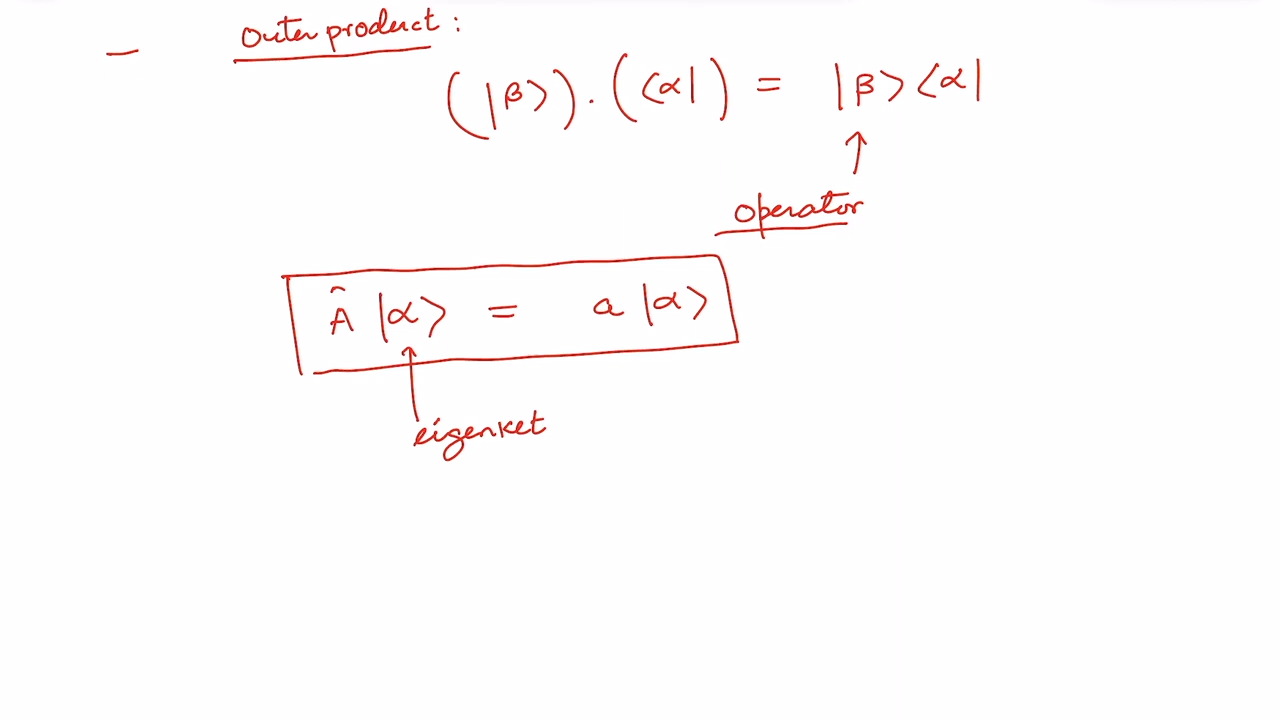 — Outer product :
(|β⟩) . (⟨α|) = |β⟩⟨α|
↑
operator
Â |α⟩ = a |α⟩
↑
eigenket